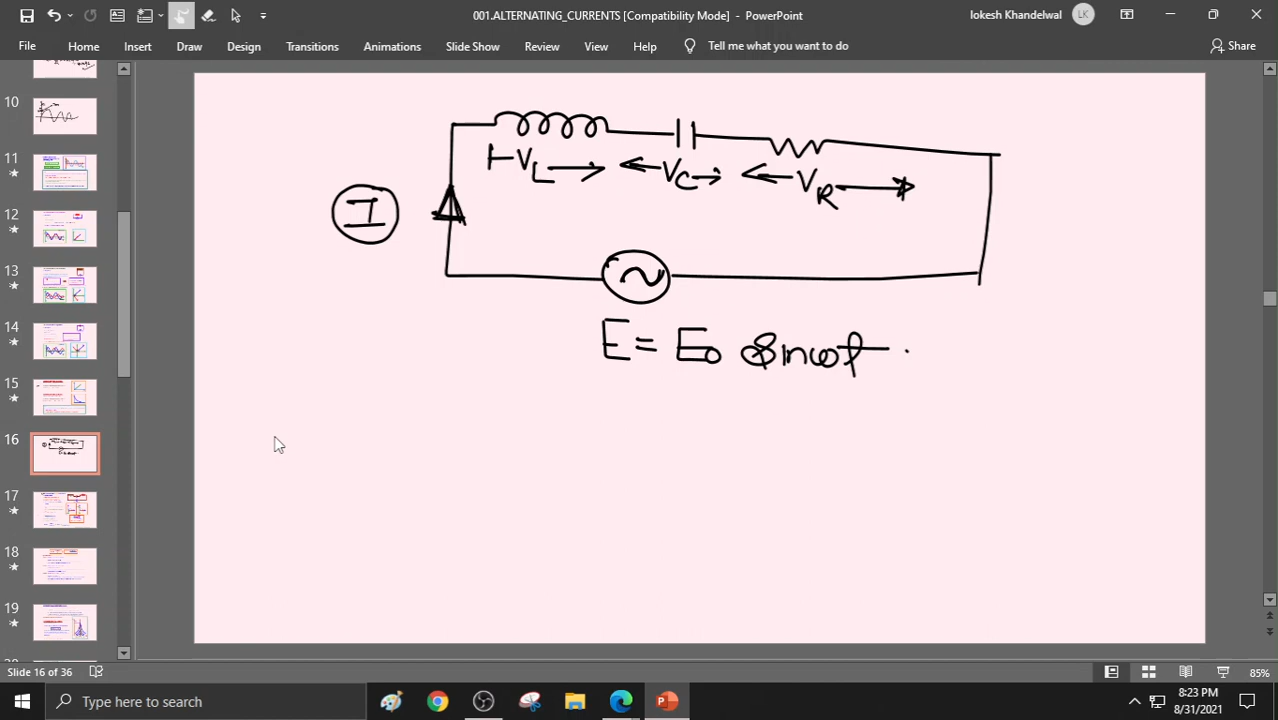 001.ALTERNATING_CURRENTS [Compatibility Mode] - PowerPoint
lokesh Khandelwal
LK
File Home Insert Draw Design Transitions Animations Slide Show Review View Help Tell me what you want to do Share
10
11
12
13
14
15
16
17
18
19
VL VC VR
I
E = E0 sinωt
Slide 16 of 36
85%
Type here to search
8:23 PM
8/31/2021